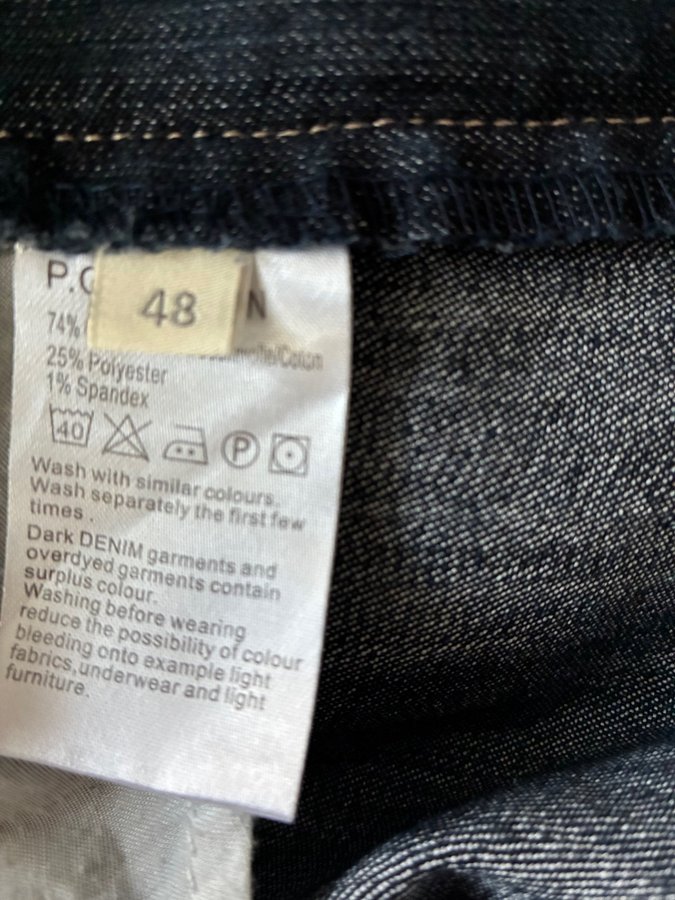 P.C
48
N
74%
25% Polyester
1% Spandex
40
P
Wash with similar colours.
Wash separately the first few
times .
Dark DENIM garments and
overdyed garments contain
surplus colour.
Washing before wearing
reduce the possibility of colour
bleeding onto example light
fabrics,underwear and light
furniture.